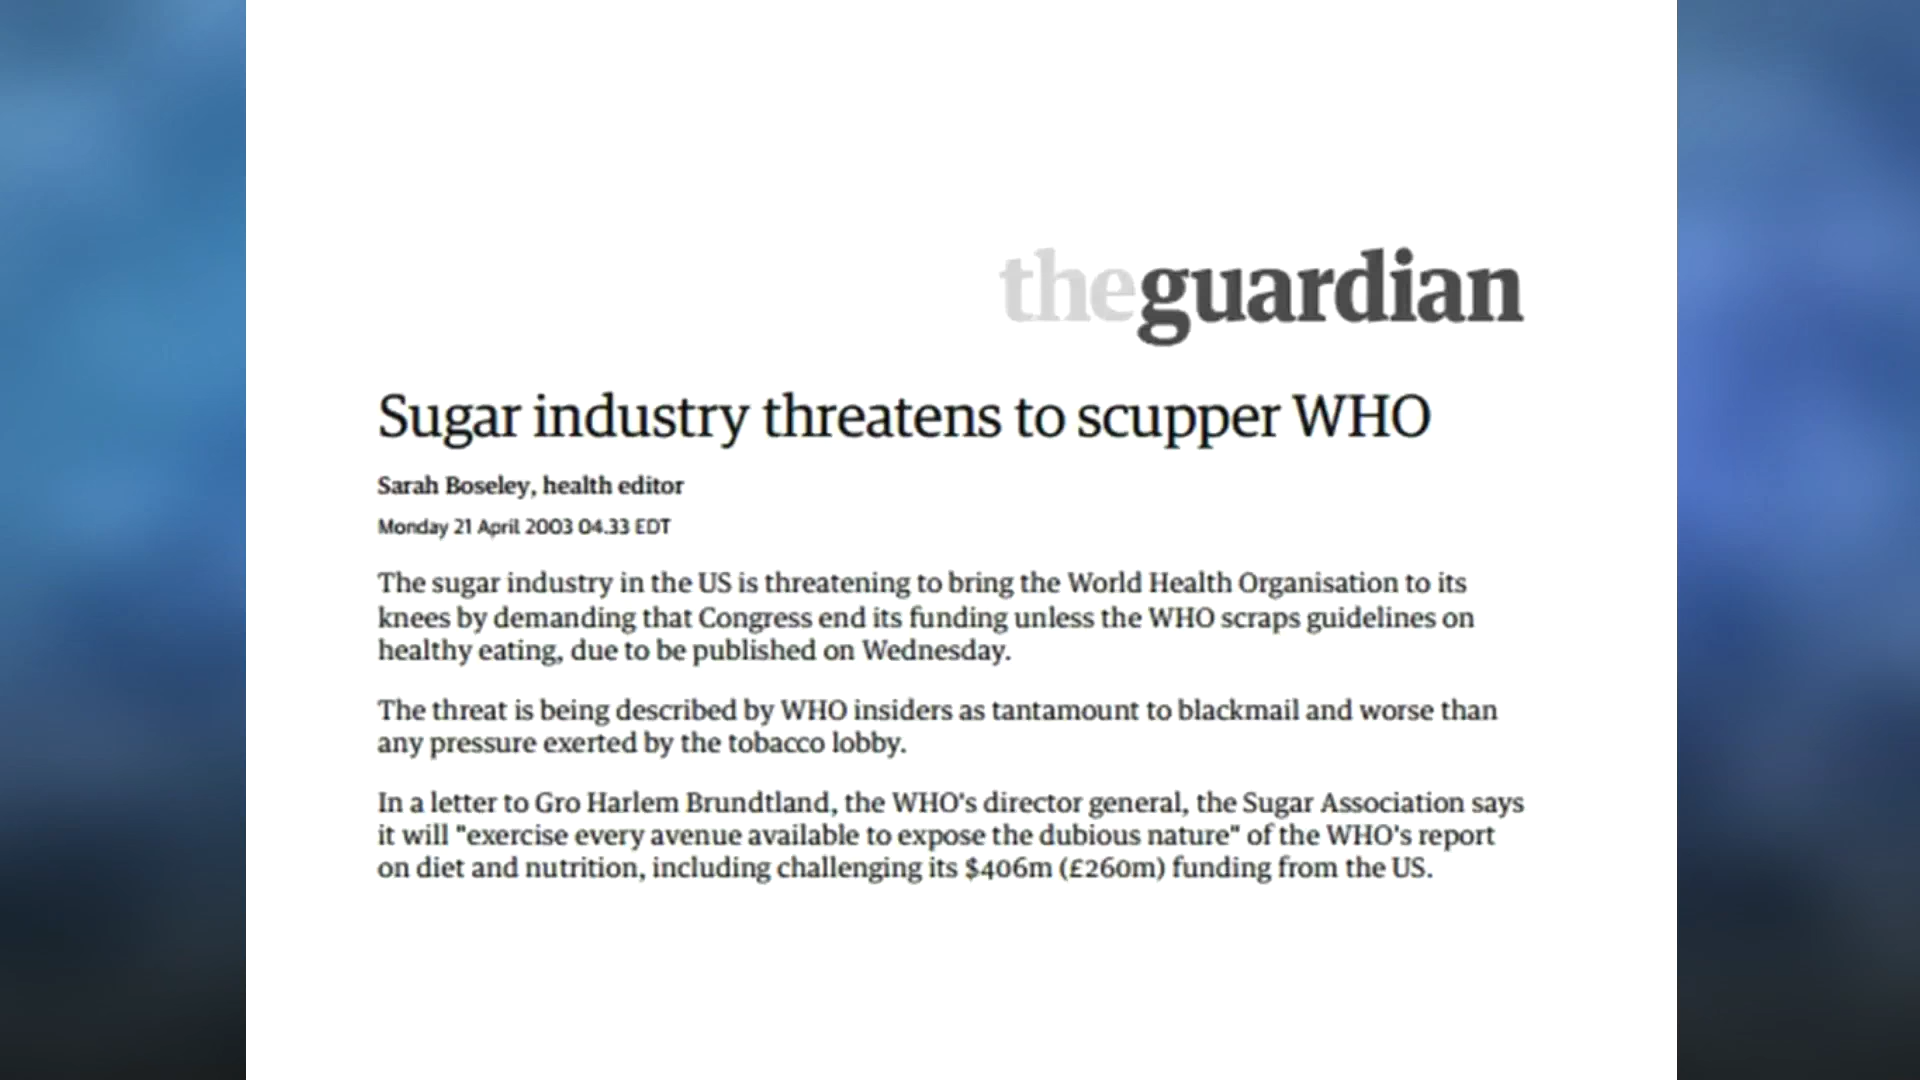 theguardian
Sugar industry threatens to scupper WHO
Sarah Boseley, health editor
Monday 21 April 2003 04.33 EDT
The sugar industry in the US is threatening to bring the World Health Organisation to its
knees by demanding that Congress end its funding unless the WHO scraps guidelines on
healthy eating, due to be published on Wednesday.
The threat is being described by WHO insiders as tantamount to blackmail and worse than
any pressure exerted by the tobacco lobby.
In a letter to Gro Harlem Brundtland, the WHO's director general, the Sugar Association says
it will "exercise every avenue available to expose the dubious nature" of the WHO's report
on diet and nutrition, including challenging its $406m (£260m) funding from the US.